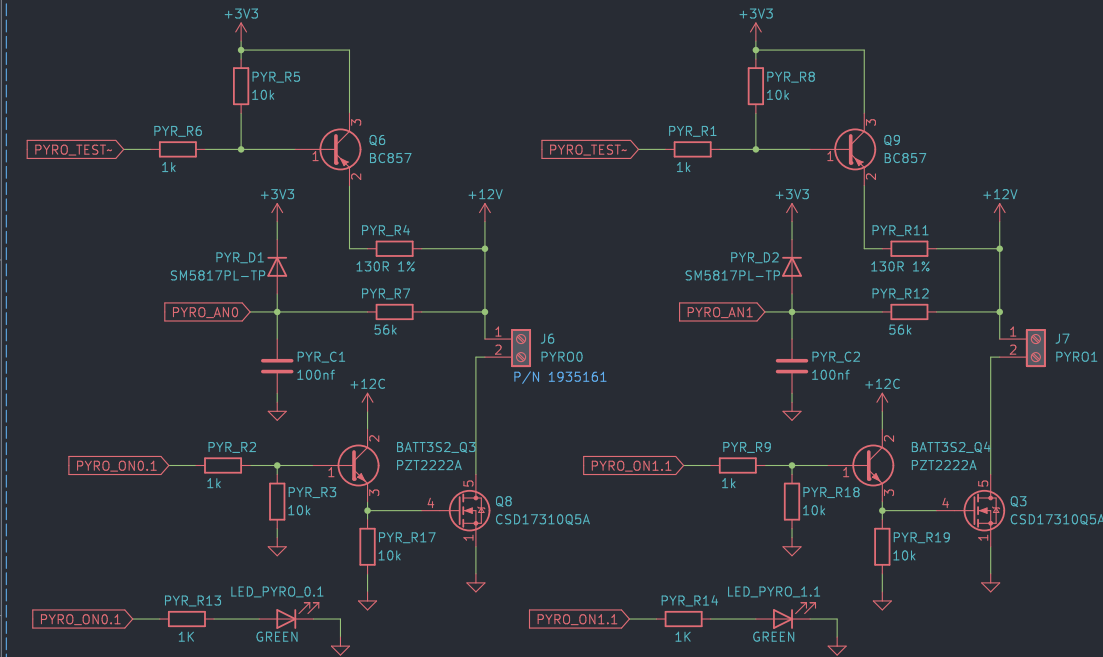 +3V3
PYR_R5
10k
PYR_R6
PYRO_TEST~
1k
3
1
2
Q6
BC857
+3V3
+12V
PYR_D1
SM5817PL-TP
PYR_R4
130R 1%
PYRO_AN0
PYR_R7
56k
1
2
J6
PYRO0
P/N 1935161
PYR_C1
100nf
+12C
PYR_R2
PYRO_ON0.1
1k
1
2
3
BATT3S2_Q3
PZT2222A
PYR_R3
10k
4
5
1
Q8
CSD17310Q5A
PYR_R17
10k
LED_PYRO_0.1
PYR_R13
PYRO_ON0.1
1K
GREEN
+3V3
PYR_R8
10k
PYR_R1
PYRO_TEST~
1k
3
1
2
Q9
BC857
+3V3
+12V
PYR_D2
SM5817PL-TP
PYR_R11
130R 1%
PYRO_AN1
PYR_R12
56k
1
2
J7
PYRO1
PYR_C2
100nf
+12C
PYR_R9
PYRO_ON1.1
1k
1
2
3
BATT3S2_Q4
PZT2222A
PYR_R18
10k
4
5
1
Q3
CSD17310Q5A
PYR_R19
10k
LED_PYRO_1.1
PYR_R14
PYRO_ON1.1
1K
GREEN